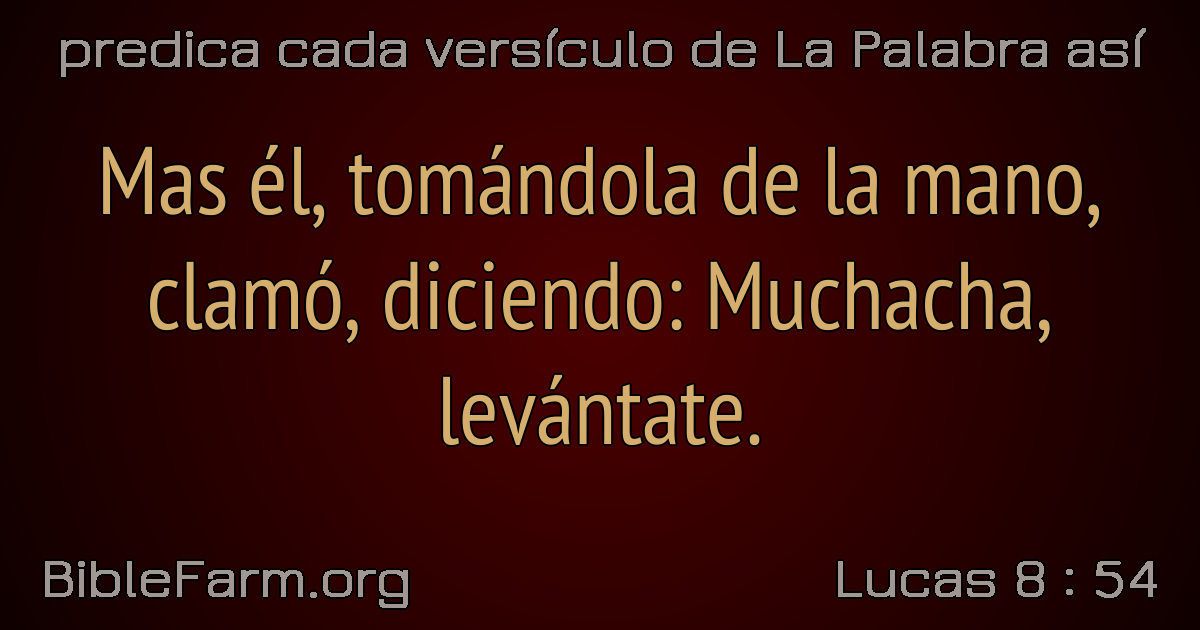 predica cada versículo de La Palabra así
Mas él, tomándola de la mano,
clamó, diciendo: Muchacha,
levántate.
BibleFarm.org
Lucas 8 : 54